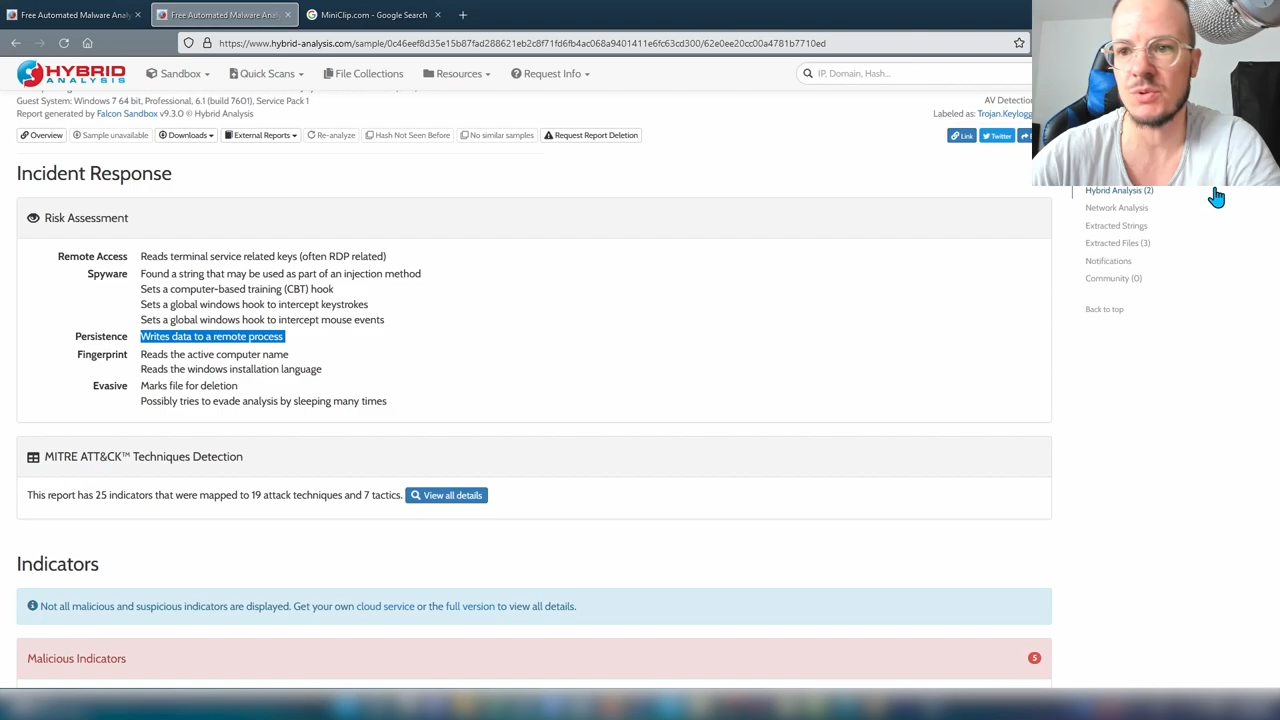 Free Automated Malware Anal
Free Automated Malware Anal
MiniClip.com - Google Search
https://www.hybrid-analysis.com/sample/0c46eef8d35e15b87fad288621eb2c8f71fd6fb4ac068a9401411e6fc63cd300/62e0ee20cc00a4781b7710ed
HYBRID
ANALYSIS
Sandbox
Quick Scans
File Collections
Resources
Request Info
IP, Domain, Hash...
Guest System: Windows 7 64 bit, Professional, 6.1 (build 7601), Service Pack 1
Report generated by Falcon Sandbox v9.3.0 © Hybrid Analysis
AV Detectio
Labeled as: Trojan.Keylogg
Overview
Sample unavailable
Downloads
External Reports
Re-analyze
Hash Not Seen Before
No similar samples
Request Report Deletion
Link
Twitter
Incident Response
Risk Assessment
Remote Access Reads terminal service related keys (often RDP related)
Spyware Found a string that may be used as part of an injection method
Sets a computer-based training (CBT) hook
Sets a global windows hook to intercept keystrokes
Sets a global windows hook to intercept mouse events
Persistence Writes data to a remote process
Fingerprint Reads the active computer name
Reads the windows installation language
Evasive Marks file for deletion
Possibly tries to evade analysis by sleeping many times
MITRE ATT&CK™ Techniques Detection
This report has 25 indicators that were mapped to 19 attack techniques and 7 tactics. View all details
Indicators
Not all malicious and suspicious indicators are displayed. Get your own cloud service or the full version to view all details.
Malicious Indicators 5
Hybrid Analysis (2)
Network Analysis
Extracted Strings
Extracted Files (3)
Notifications
Community (0)
Back to top